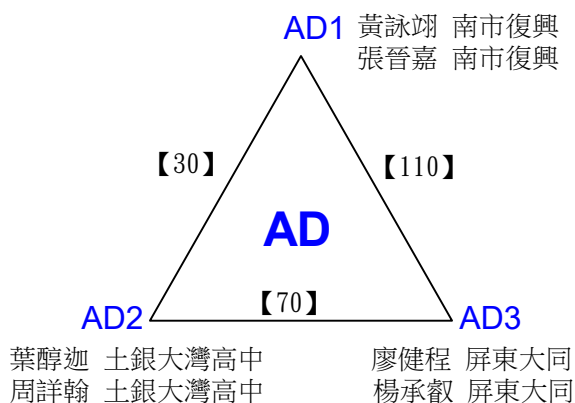 AD1 黃詠翊 南市復興
張晉嘉 南市復興
【30】 【110】
AD
【70】
AD2 AD3
葉醇迦 土銀大灣高中 廖健程 屏東大同
周詳翰 土銀大灣高中 楊承叡 屏東大同